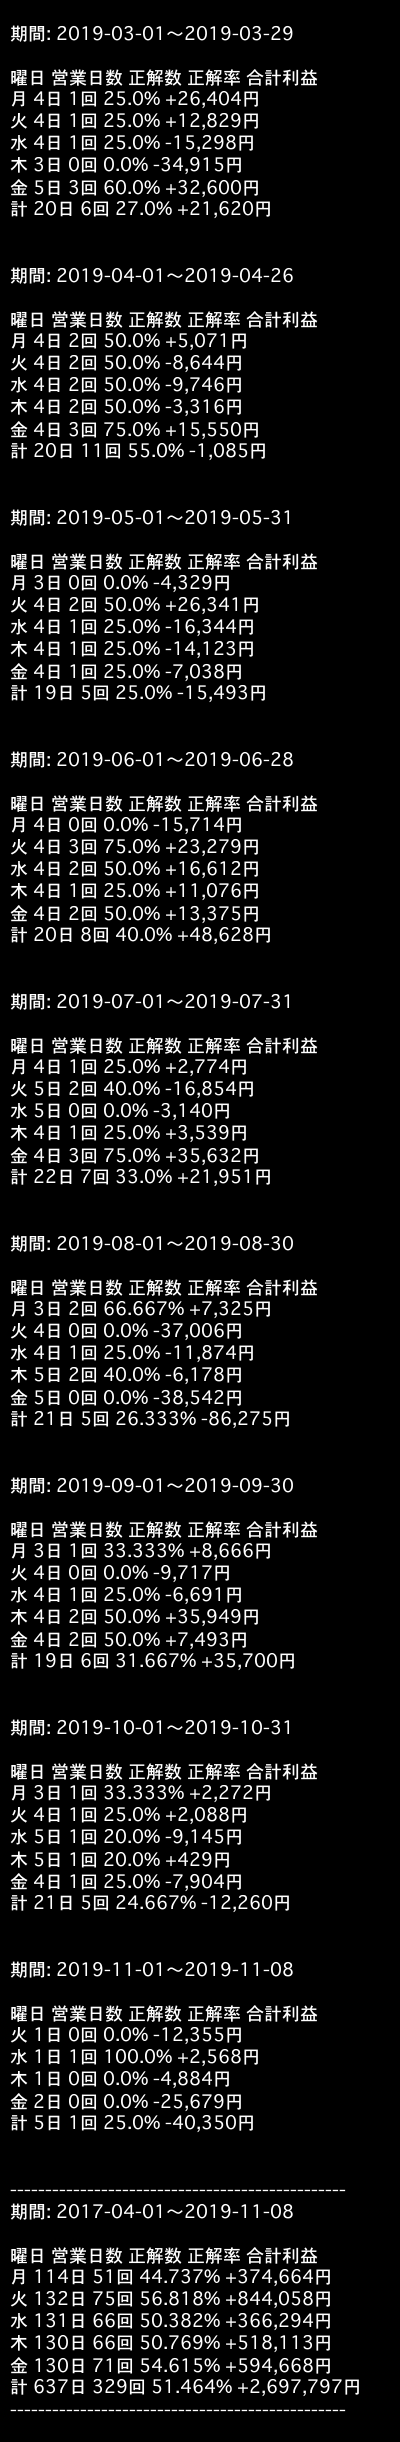 期間: 2019-03-01〜2019-03-29
曜日 営業日数 正解数 正解率 合計利益
月 4日 1回 25.0% +26,404円
火 4日 1回 25.0% +12,829円
水 4日 1回 25.0% -15,298円
木 3日 0回 0.0% -34,915円
金 5日 3回 60.0% +32,600円
計 20日 6回 27.0% +21,620円
期間: 2019-04-01〜2019-04-26
曜日 営業日数 正解数 正解率 合計利益
月 4日 2回 50.0% +5,071円
火 4日 2回 50.0% -8,644円
水 4日 2回 50.0% -9,746円
木 4日 2回 50.0% -3,316円
金 4日 3回 75.0% +15,550円
計 20日 11回 55.0% -1,085円
期間: 2019-05-01〜2019-05-31
曜日 営業日数 正解数 正解率 合計利益
月 3日 0回 0.0% -4,329円
火 4日 2回 50.0% +26,341円
水 4日 1回 25.0% -16,344円
木 4日 1回 25.0% -14,123円
金 4日 1回 25.0% -7,038円
計 19日 5回 25.0% -15,493円
期間: 2019-06-01〜2019-06-28
曜日 営業日数 正解数 正解率 合計利益
月 4日 0回 0.0% -15,714円
火 4日 3回 75.0% +23,279円
水 4日 2回 50.0% +16,612円
木 4日 1回 25.0% +11,076円
金 4日 2回 50.0% +13,375円
計 20日 8回 40.0% +48,628円
期間: 2019-07-01〜2019-07-31
曜日 営業日数 正解数 正解率 合計利益
月 4日 1回 25.0% +2,774円
火 5日 2回 40.0% -16,854円
水 5日 0回 0.0% -3,140円
木 4日 1回 25.0% +3,539円
金 4日 3回 75.0% +35,632円
計 22日 7回 33.0% +21,951円
期間: 2019-08-01〜2019-08-30
曜日 営業日数 正解数 正解率 合計利益
月 3日 2回 66.667% +7,325円
火 4日 0回 0.0% -37,006円
水 4日 1回 25.0% -11,874円
木 5日 2回 40.0% -6,178円
金 5日 0回 0.0% -38,542円
計 21日 5回 26.333% -86,275円
期間: 2019-09-01〜2019-09-30
曜日 営業日数 正解数 正解率 合計利益
月 3日 1回 33.333% +8,666円
火 4日 0回 0.0% -9,717円
水 4日 1回 25.0% -6,691円
木 4日 2回 50.0% +35,949円
金 4日 2回 50.0% +7,493円
計 19日 6回 31.667% +35,700円
期間: 2019-10-01〜2019-10-31
曜日 営業日数 正解数 正解率 合計利益
月 3日 1回 33.333% +2,272円
火 4日 1回 25.0% +2,088円
水 5日 1回 20.0% -9,145円
木 5日 1回 20.0% +429円
金 4日 1回 25.0% -7,904円
計 21日 5回 24.667% -12,260円
期間: 2019-11-01〜2019-11-08
曜日 営業日数 正解数 正解率 合計利益
火 1日 0回 0.0% -12,355円
水 1日 1回 100.0% +2,568円
木 1日 0回 0.0% -4,884円
金 2日 0回 0.0% -25,679円
計 5日 1回 25.0% -40,350円
------------------------------------------------
期間: 2017-04-01〜2019-11-08
曜日 営業日数 正解数 正解率 合計利益
月 114日 51回 44.737% +374,664円
火 132日 75回 56.818% +844,058円
水 131日 66回 50.382% +366,294円
木 130日 66回 50.769% +518,113円
金 130日 71回 54.615% +594,668円
計 637日 329回 51.464% +2,697,797円
------------------------------------------------